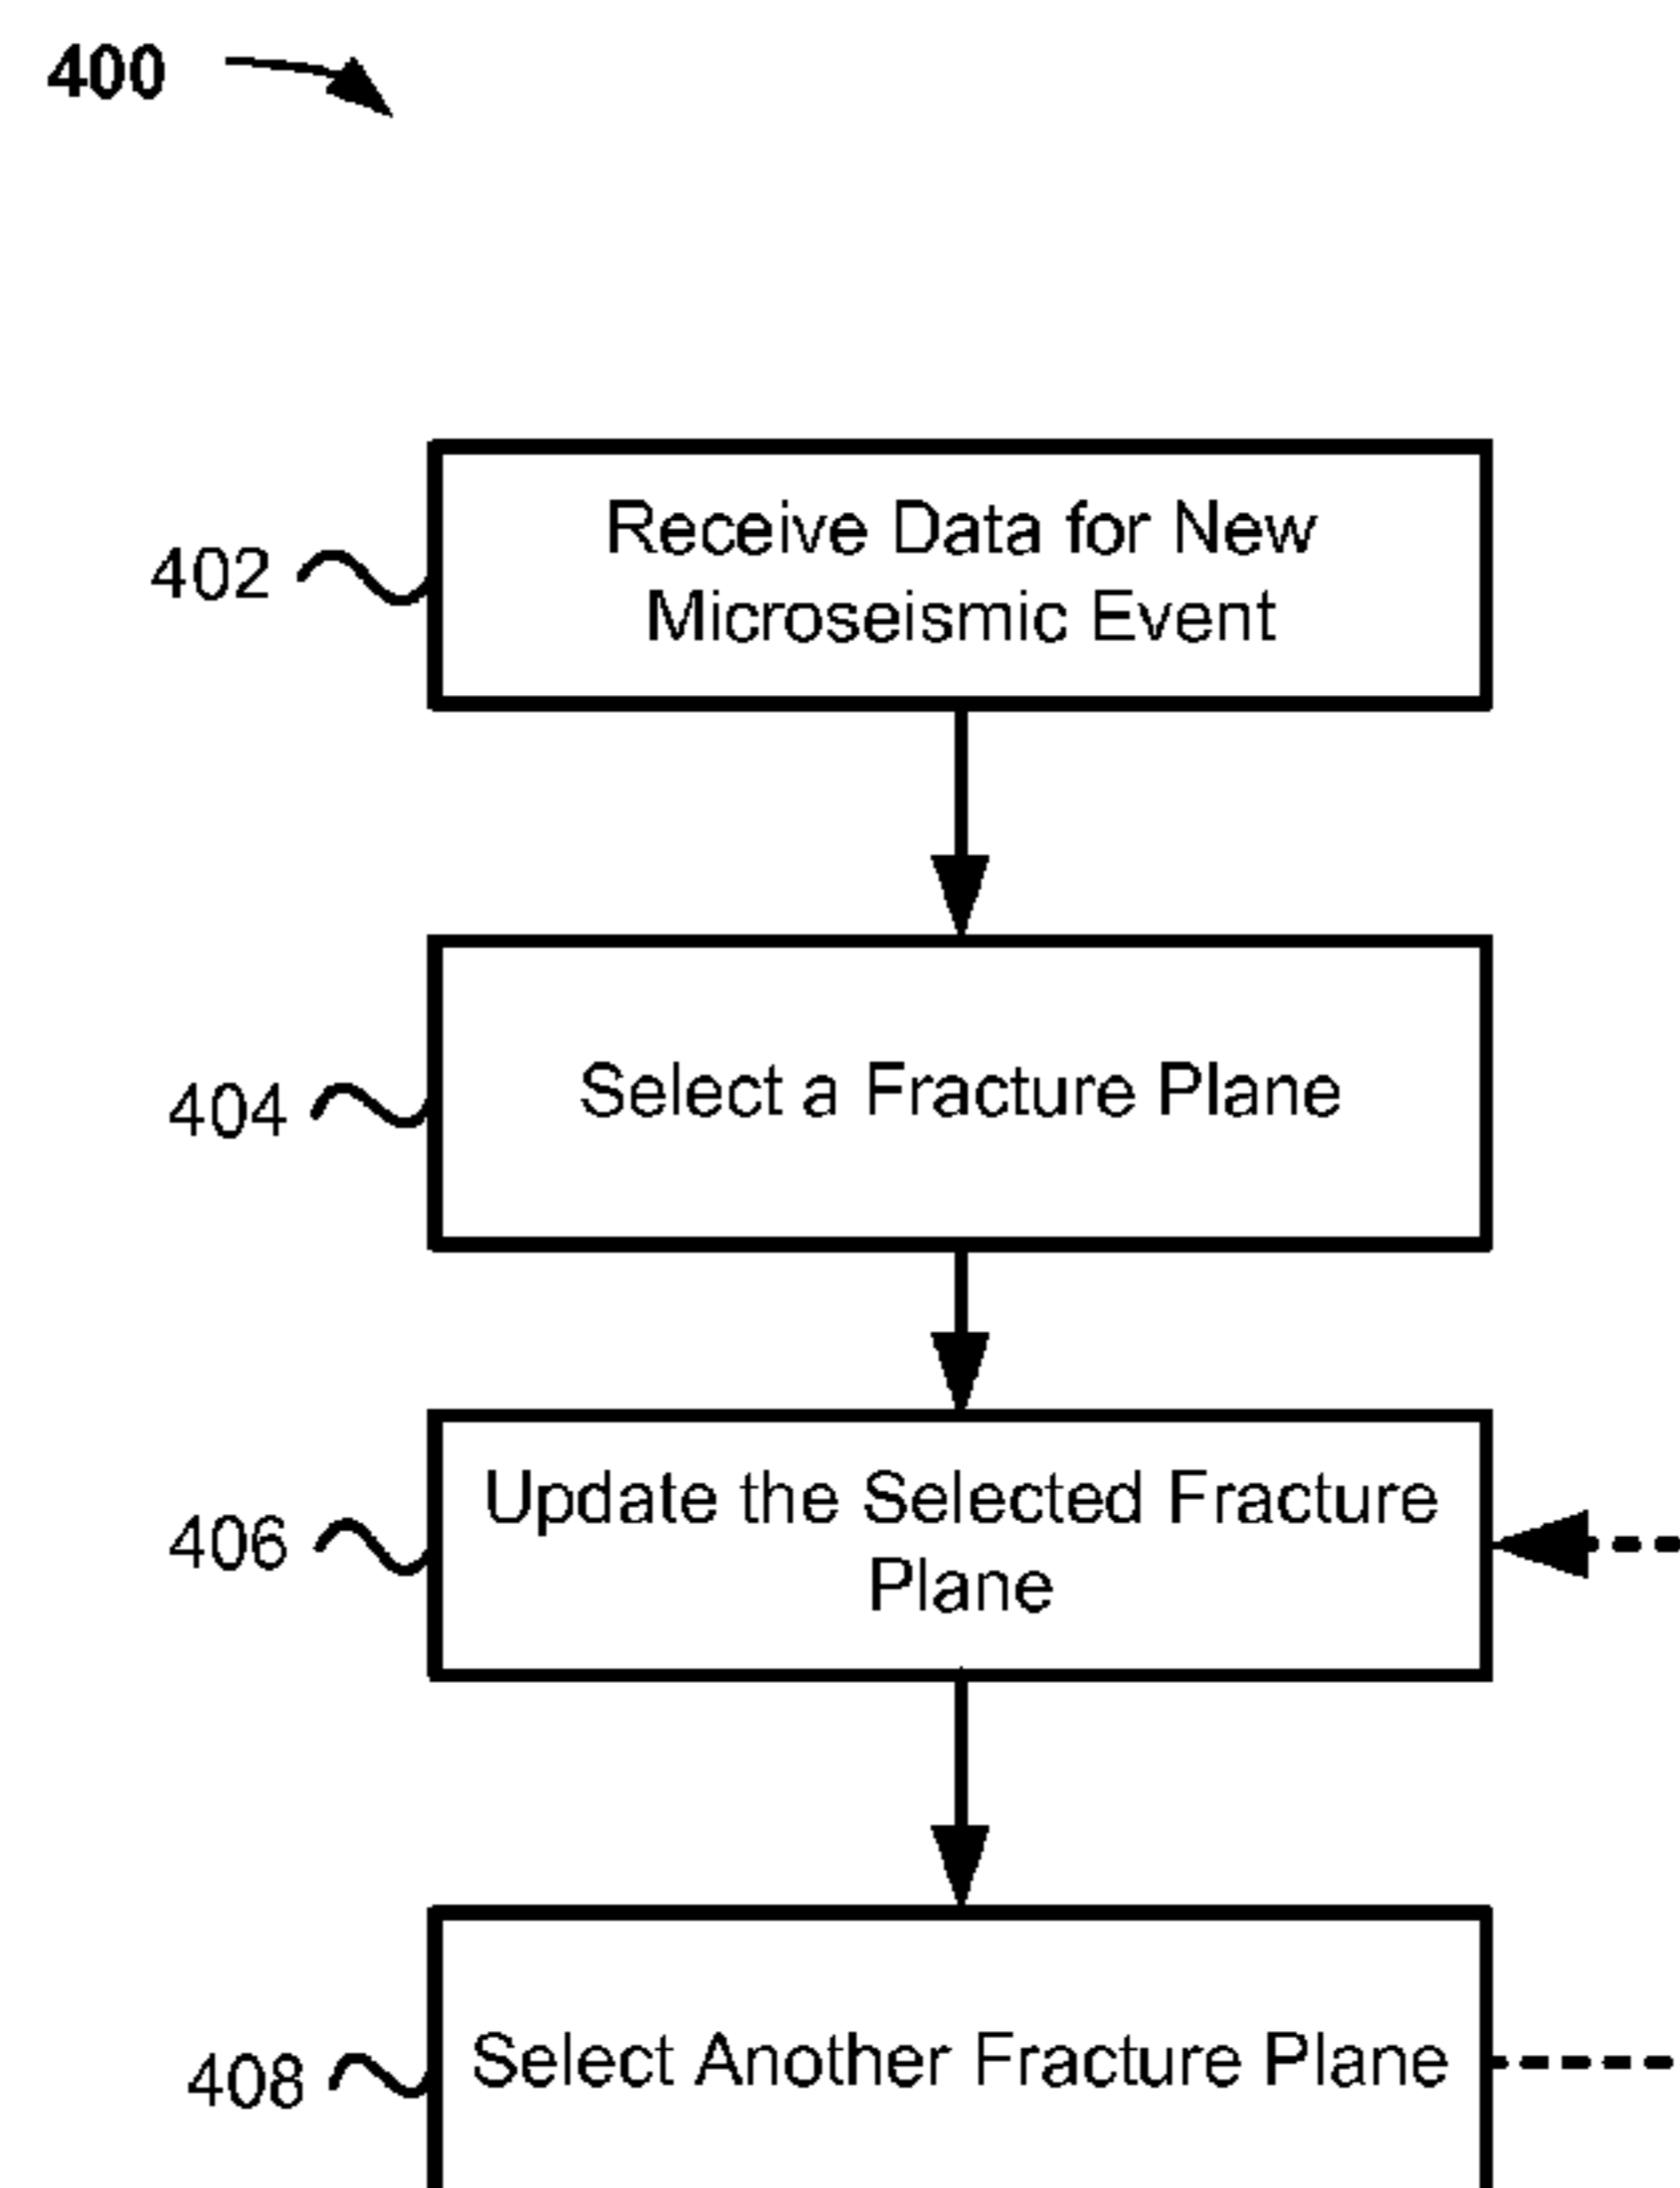 400
402
Receive Data for New
Microseismic Event
404
Select a Fracture Plane
406
Update the Selected Fracture
Plane
408
Select Another Fracture Plane